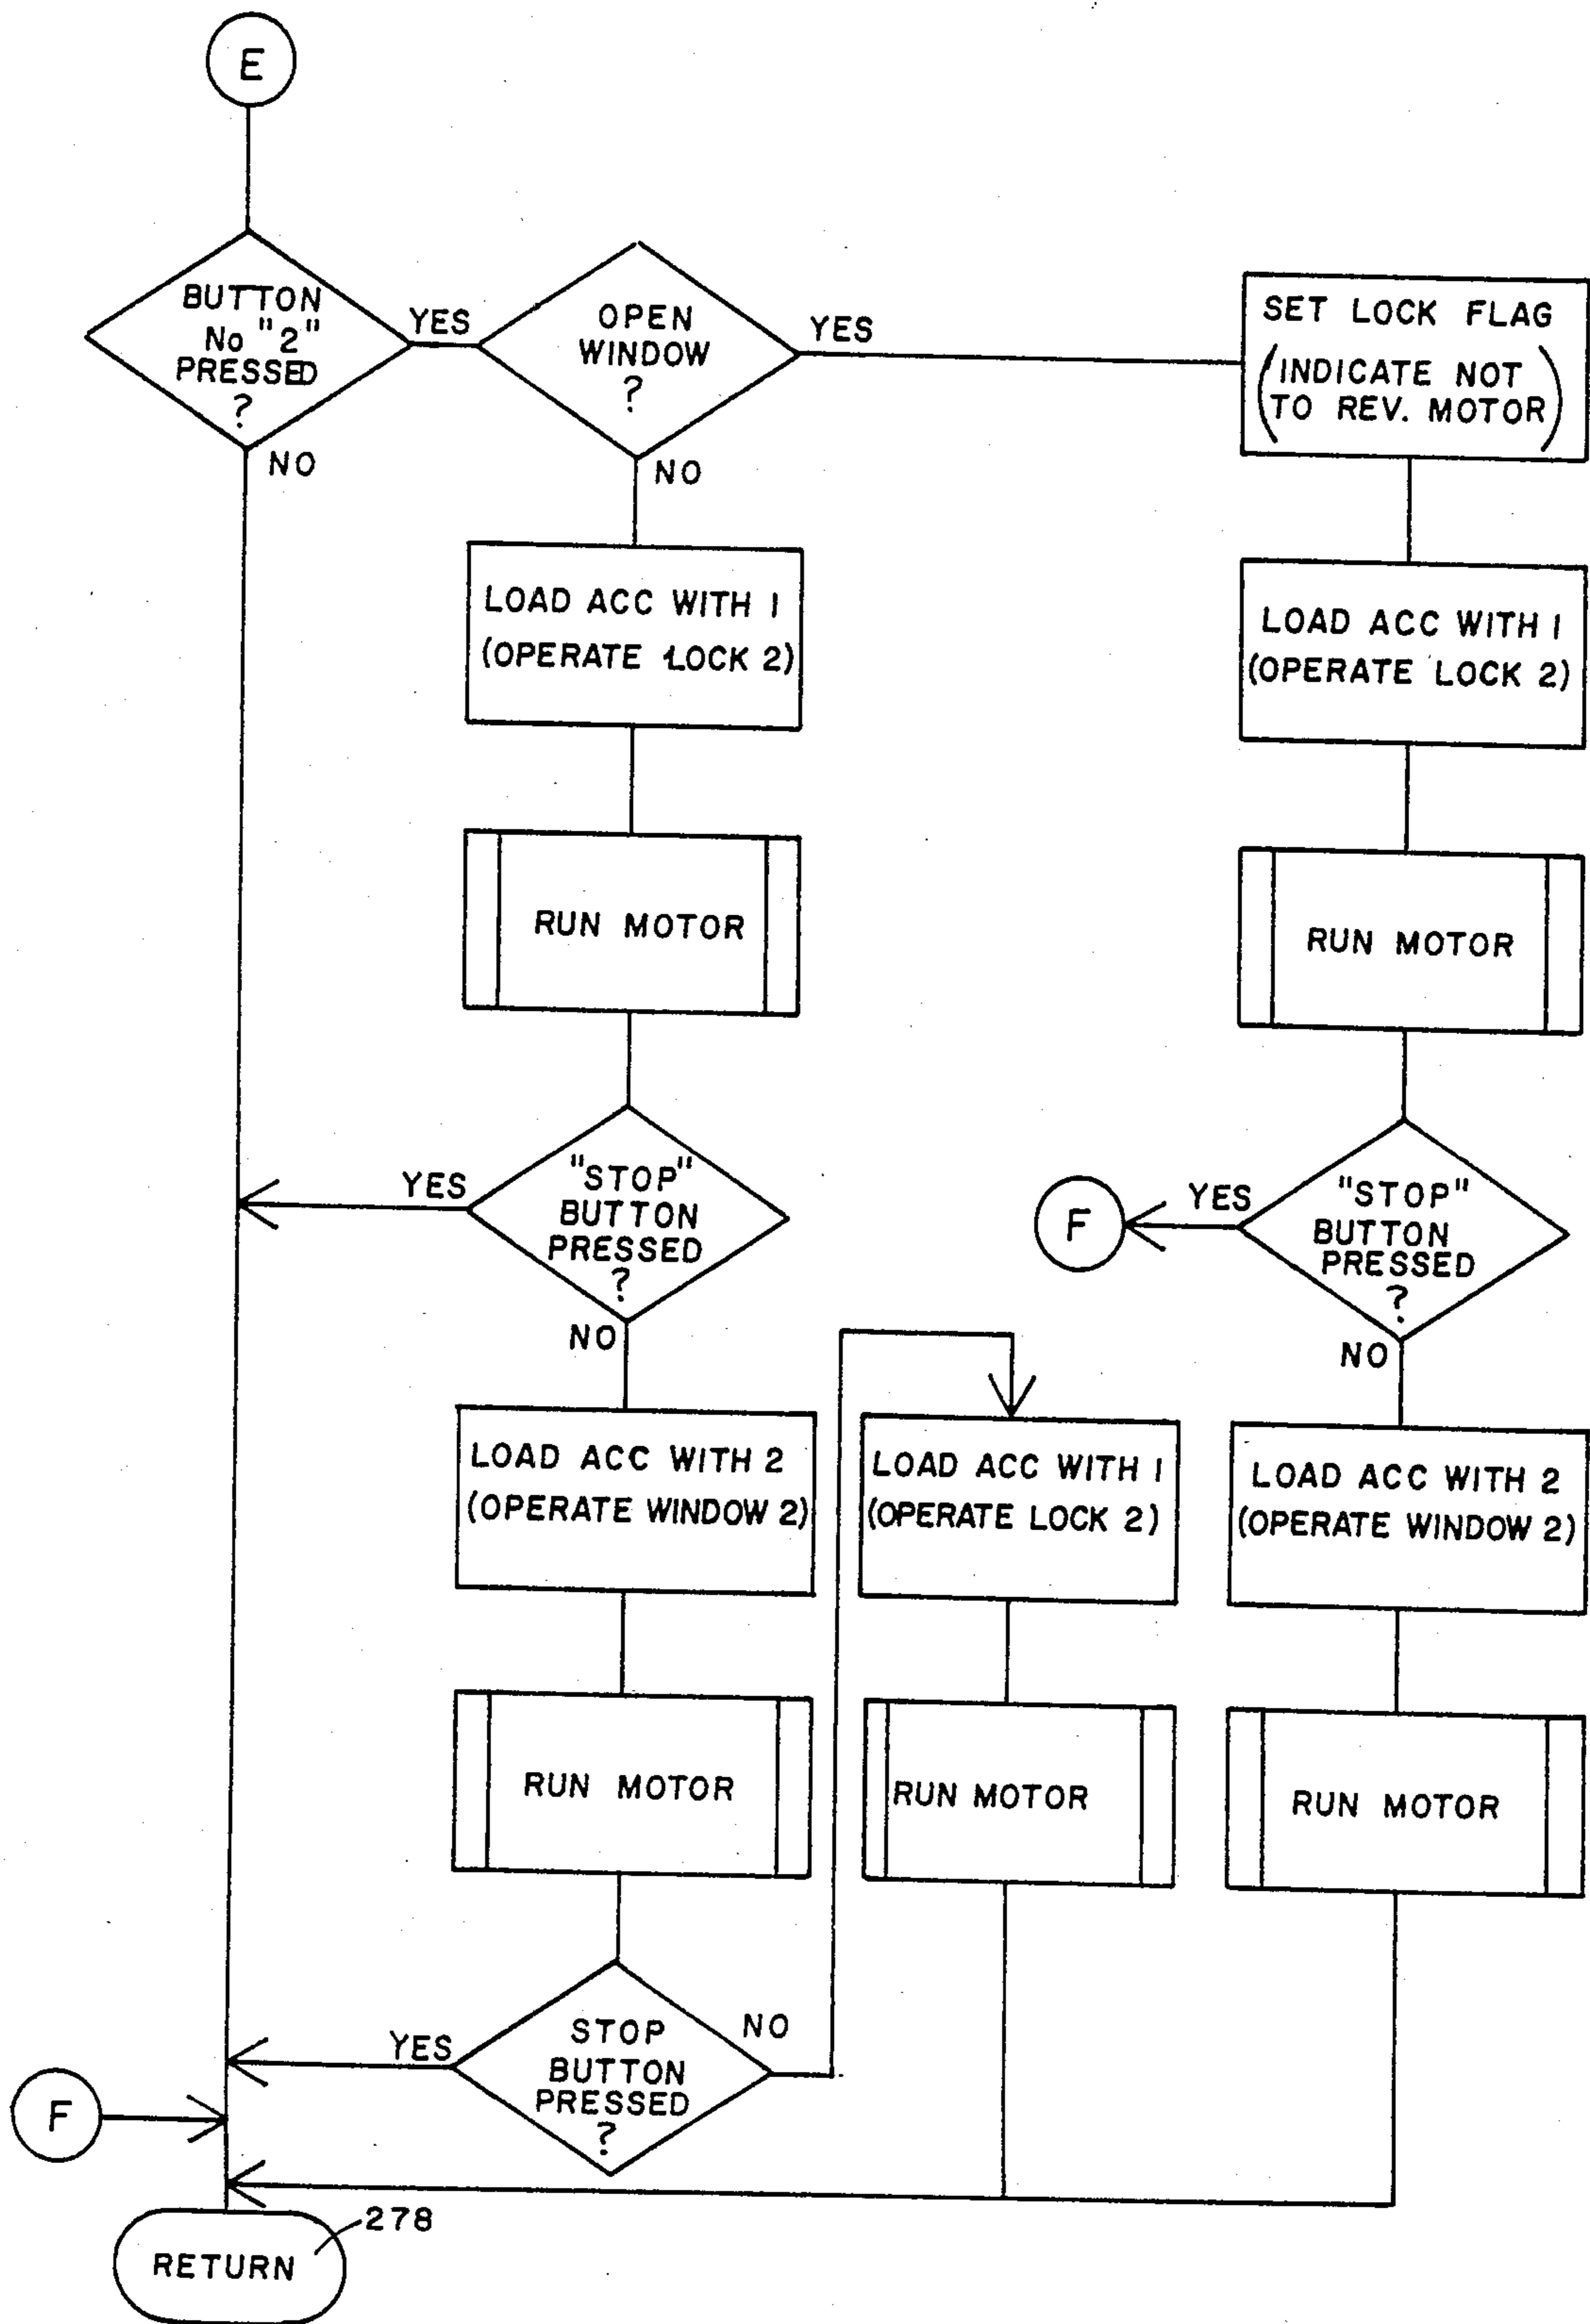 E
BUTTON
No "2"
PRESSED
?
YES
NO
OPEN
WINDOW
?
YES
NO
SET LOCK FLAG
(INDICATE NOT
TO REV. MOTOR)
LOAD ACC WITH 1
(OPERATE LOCK 2)
LOAD ACC WITH 1
(OPERATE LOCK 2)
RUN MOTOR
RUN MOTOR
YES
"STOP"
BUTTON
PRESSED
?
NO
F
YES
"STOP"
BUTTON
PRESSED
?
NO
LOAD ACC WITH 2
(OPERATE WINDOW 2)
LOAD ACC WITH 1
(OPERATE LOCK 2)
LOAD ACC WITH 2
(OPERATE WINDOW 2)
RUN MOTOR
RUN MOTOR
RUN MOTOR
YES
STOP
BUTTON
PRESSED
?
NO
F
278
RETURN